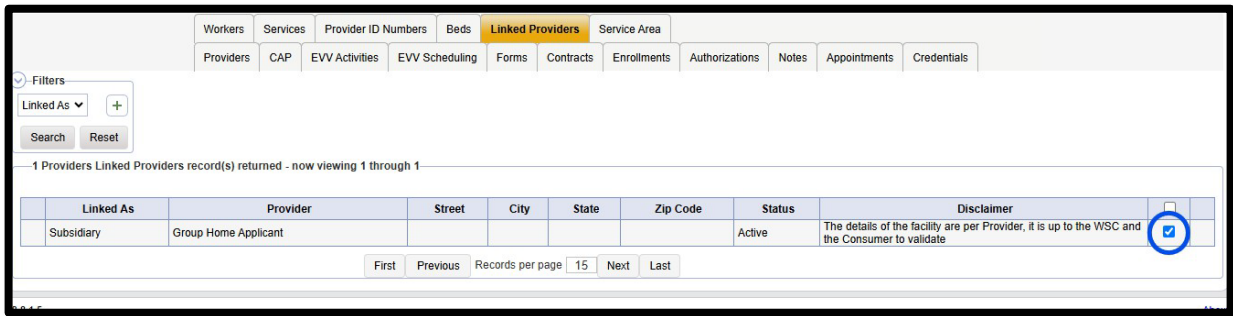 Workers Services Provider ID Numbers Beds Linked Providers Service Area
Providers CAP EVV Activities EVV Scheduling Forms Contracts Enrollments Authorizations Notes Appointments Credentials
Filters
Linked As +
Search Reset
1 Providers Linked Providers record(s) returned - now viewing 1 through 1
Linked As Provider Street City State Zip Code Status Disclaimer
Subsidiary Group Home Applicant Active The details of the facility are per Provider, it is up to the WSC and
the Consumer to validate
First Previous Records per page 15 Next Last